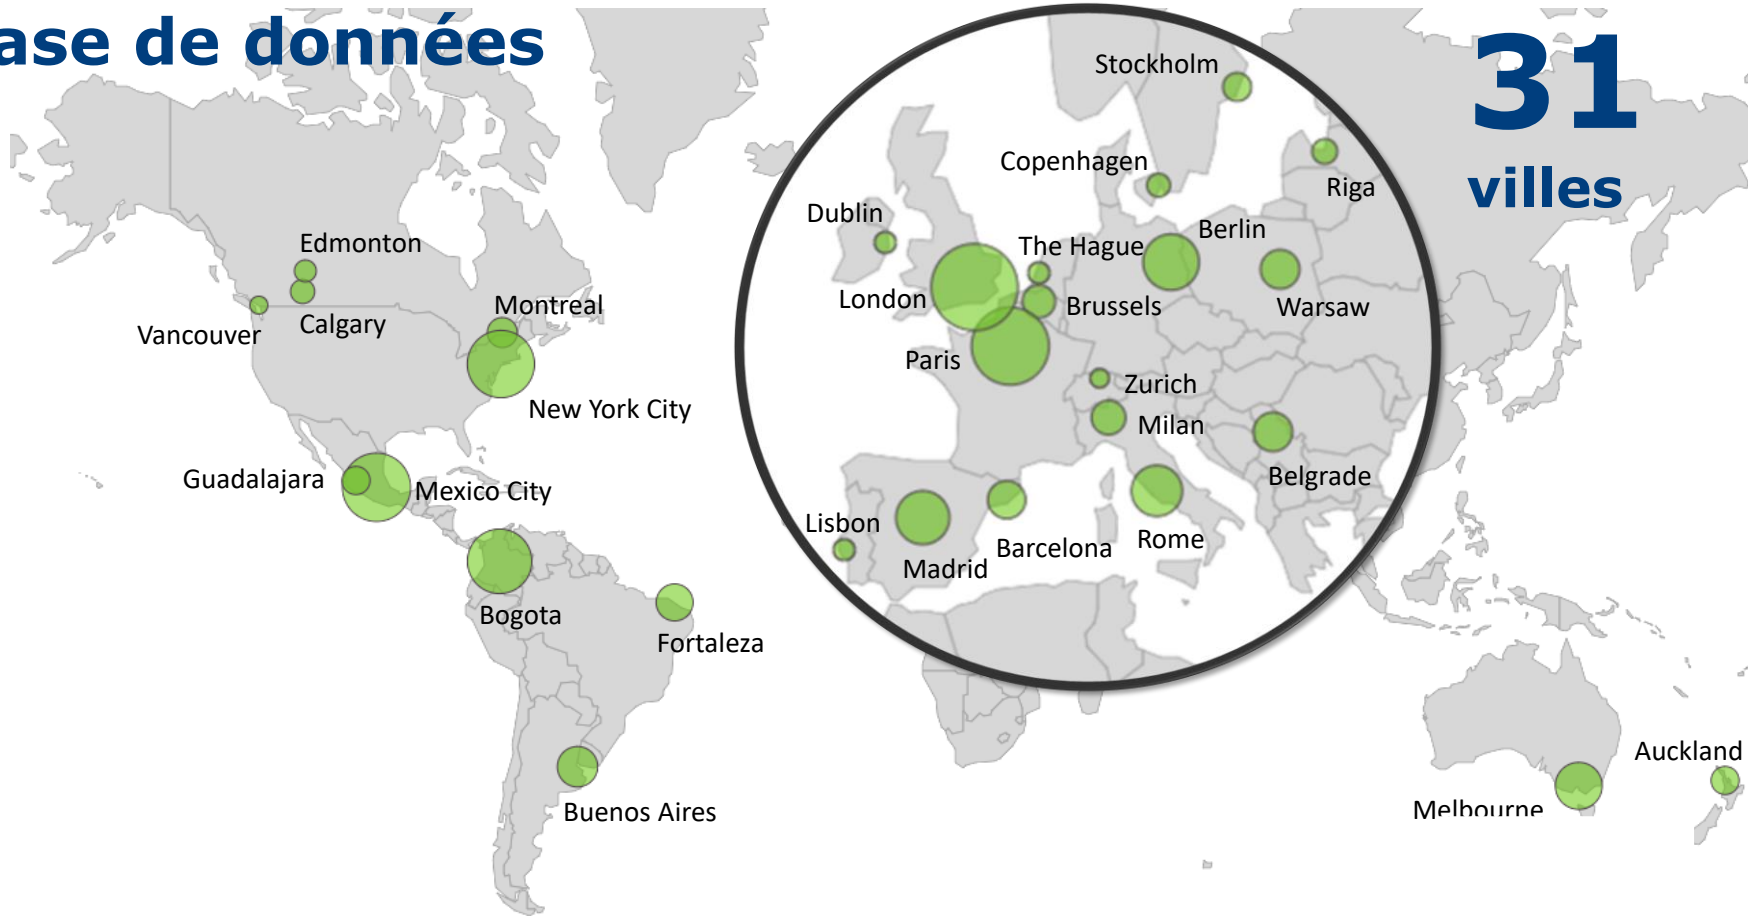 ase de données
31
villes
Stockholm
Copenhagen
Riga
Dublin
Berlin
The Hague
London
Brussels
Warsaw
Paris
Zurich
Milan
Belgrade
Lisbon
Barcelona
Rome
Madrid
Edmonton
Montreal
Vancouver
Calgary
New York City
Guadalajara
Mexico City
Bogota
Fortaleza
Buenos Aires
Auckland
Melbourne